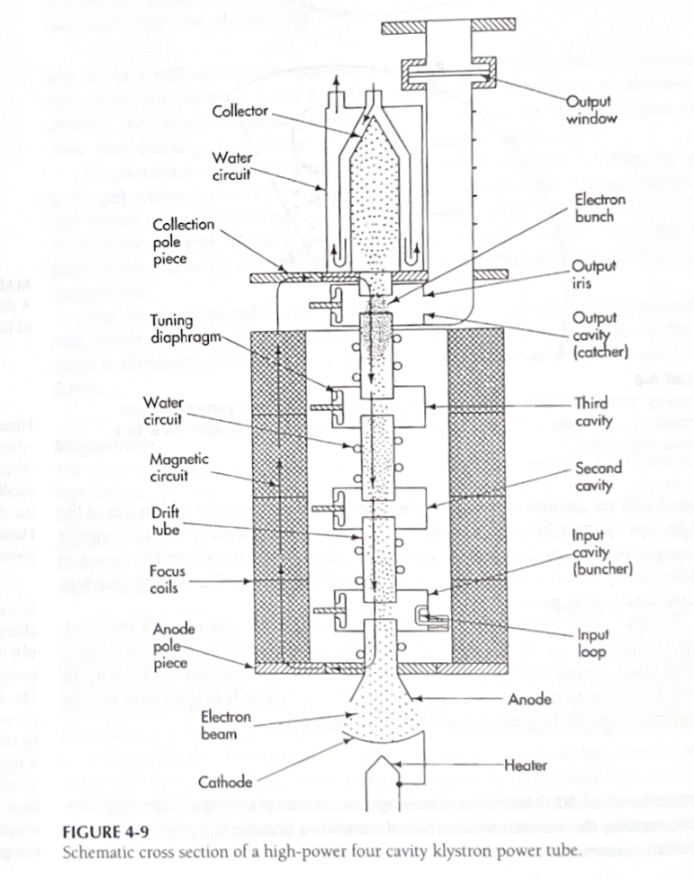 Collector
Water
circuit
Collection
pole
piece
Tuning
diaphragm
Water
circuit
Magnetic
circuit
Drift
tube
Focus
coils
Anode
pole
piece
Electron
beam
Cathode
Output
window
Electron
bunch
Output
iris
Output
cavity
(catcher)
Third
cavity
Second
cavity
Input
cavity
(buncher)
Input
loop
Anode
Heater
FIGURE 4-9
Schematic cross section of a high-power four cavity klystron power tube.